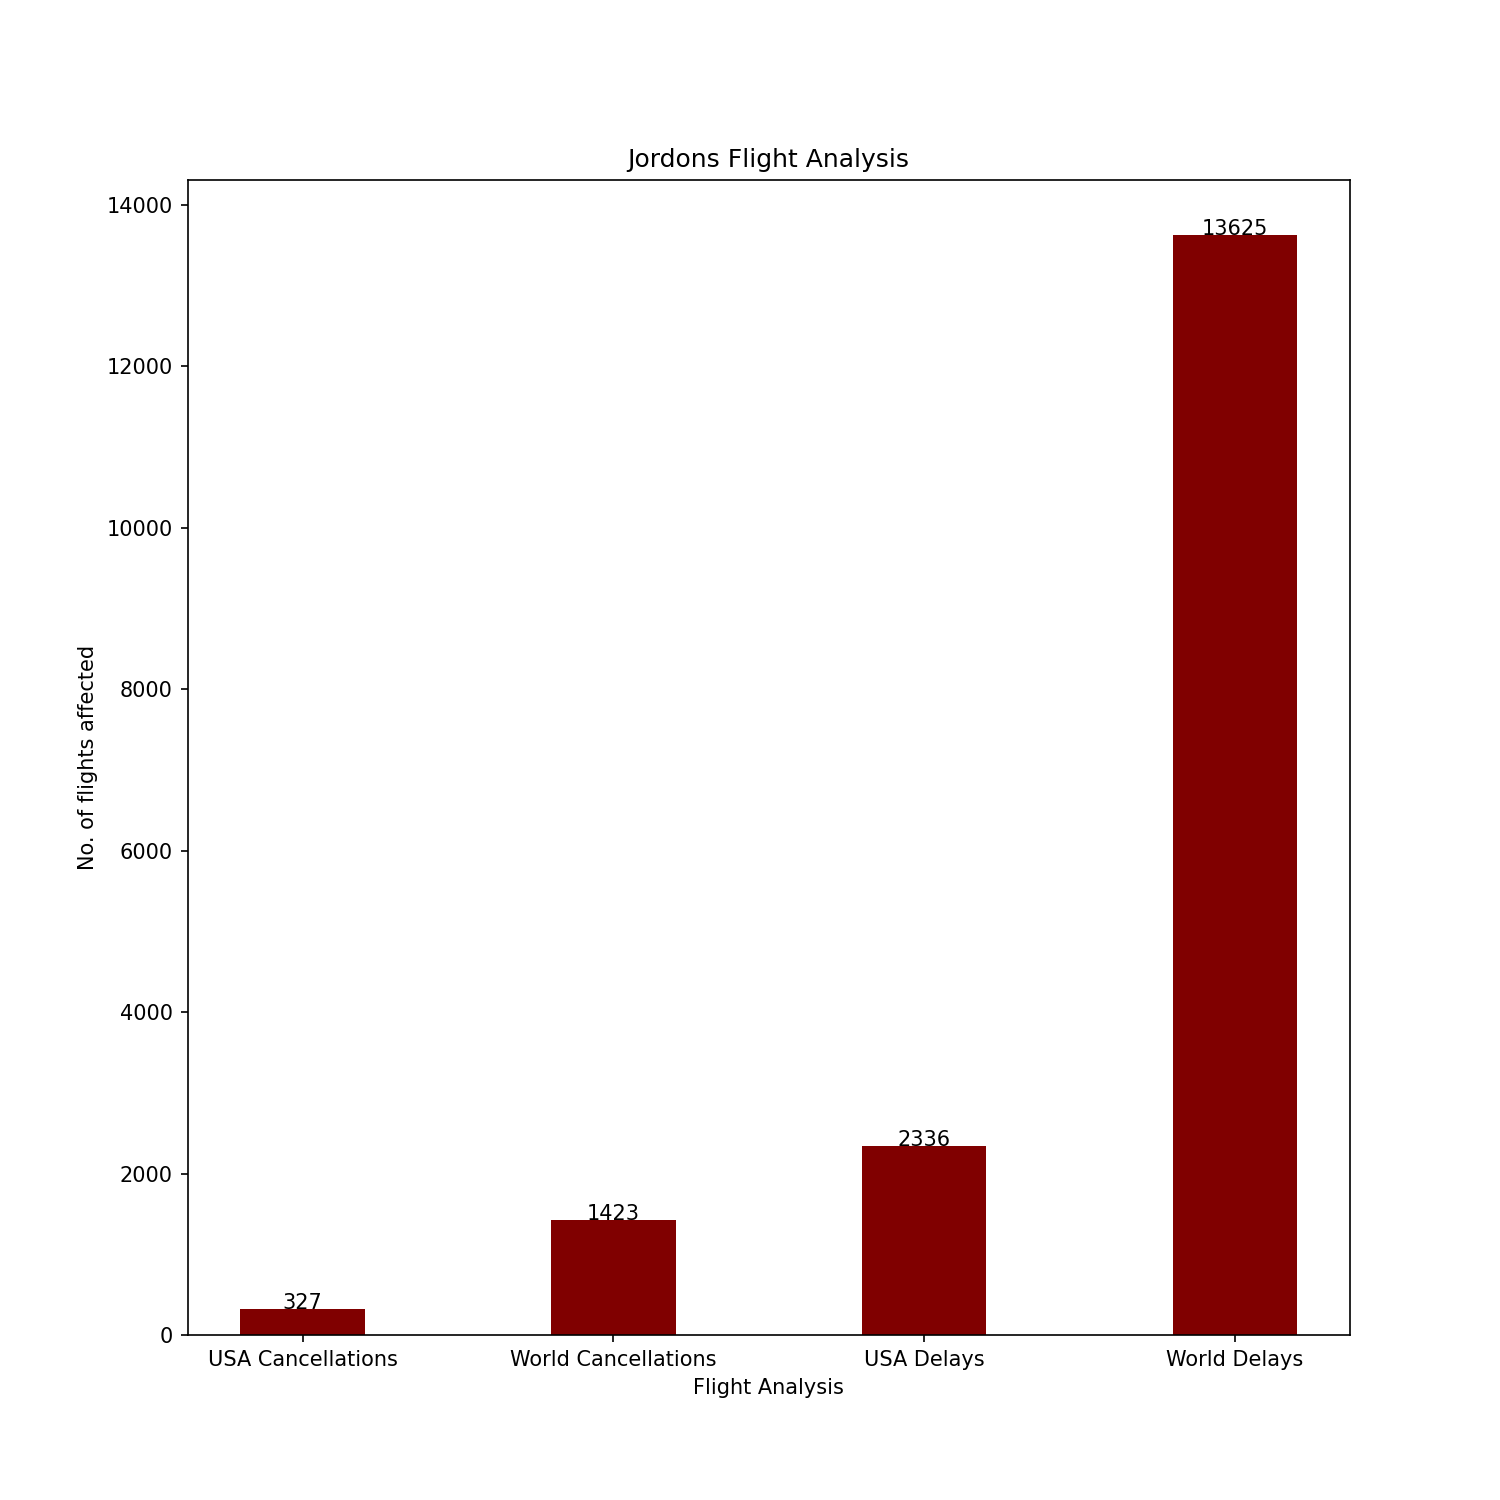 Jordons Flight Analysis
14000
12000
10000
8000
6000
4000
2000
0
No. of flights affected
327
1423
2336
13625
USA Cancellations
World Cancellations
USA Delays
World Delays
Flight Analysis